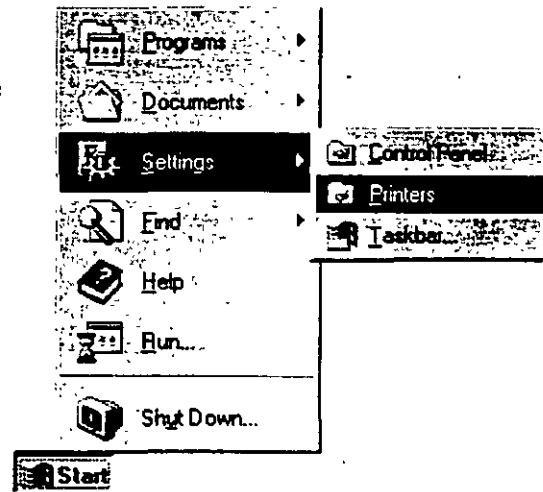 Programs
Documents
Settings
Control Panel
Printers
Taskbar...
Find
Help
Run...
Shut Down...
Start